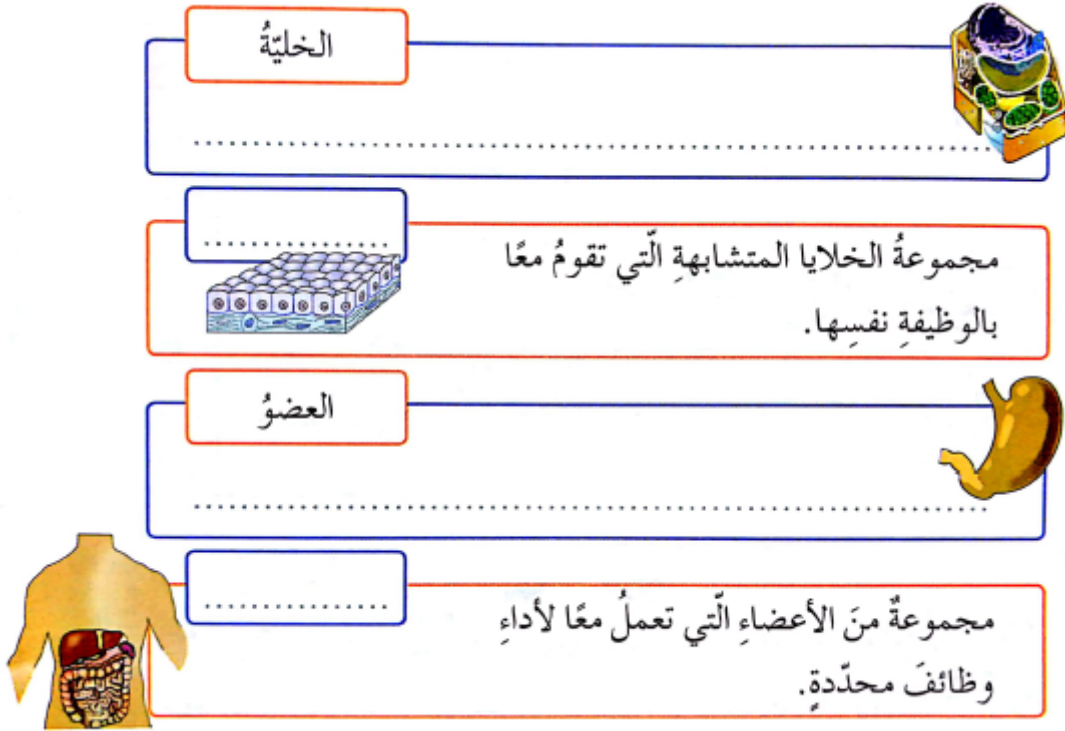 الخليّةُ
................................................
................
مجموعةُ الخلايا المتشابهةِ الّتي تقومُ معًا
بالوظيفةِ نفسِها.
العضوُ
................................................
................
مجموعةٌ منَ الأعضاءِ الّتي تعملُ معًا لأداءِ
وظائفَ محدّدةٍ.